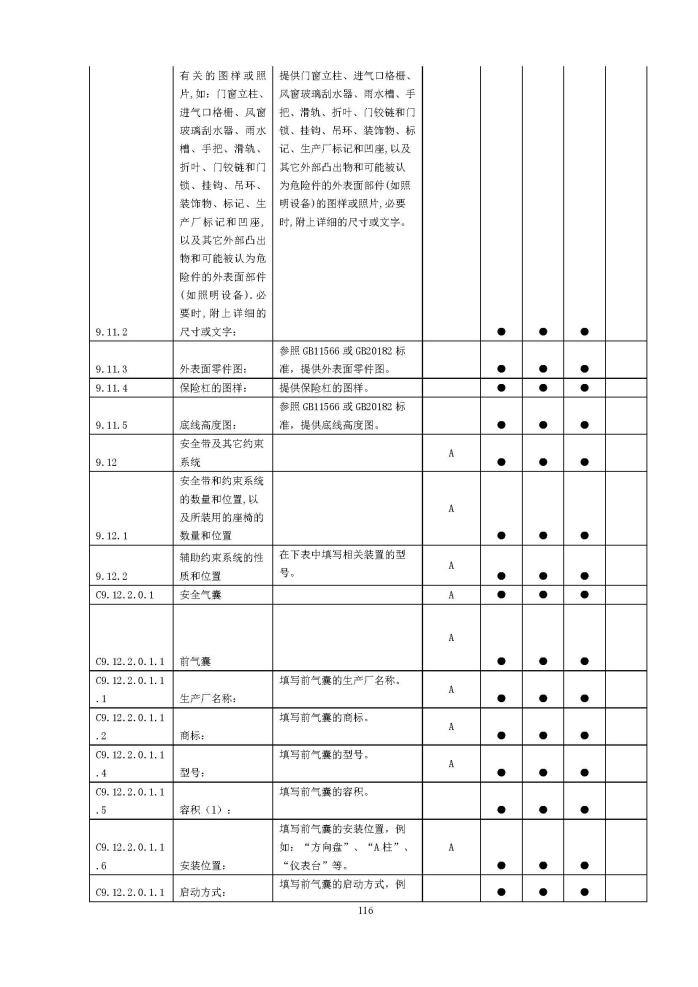 有关的图样或照
片,如：门窗立柱、
进气口格栅、风窗
玻璃刮水器、雨水
槽、手把、滑轨、
折叶、门铰链和门
锁、挂钩、吊环、
装饰物、标记、生
产厂标记和凹座,
以及其它外部凸出
物和可能被认为危
险件的外表面部件
(如照明设备).必
要时,附上详细的
9.11.2 尺寸或文字：
提供门窗立柱、进气口格栅、
风窗玻璃刮水器、雨水槽、手
把、滑轨、折叶、门铰链和门
锁、挂钩、吊环、装饰物、标
记、生产厂标记和凹座,以及
其它外部凸出物和可能被认
为危险件的外表面部件(如照
明设备)的图样或照片,必要
时,附上详细的尺寸或文字。
● ● ●
9.11.3 外表面零件图：
参照 GB11566 或 GB20182 标
准，提供外表面零件图。
● ● ●
9.11.4 保险杠的图样： 提供保险杠的图样。 ● ● ●
9.11.5 底线高度图：
参照 GB11566 或 GB20182 标
准，提供底线高度图。
● ● ●
9.12
安全带及其它约束
系统
A ● ● ●
9.12.1
安全带和约束系统
的数量和位置,以
及所装用的座椅的
数量和位置
A ● ● ●
9.12.2
辅助约束系统的性
质和位置
在下表中填写相关装置的型
号。
A ● ● ●
C9.12.2.0.1 安全气囊 A ● ● ●
C9.12.2.0.1.1 前气囊 A ● ● ●
C9.12.2.0.1.1
.1 生产厂名称：
填写前气囊的生产厂名称。
A ● ● ●
C9.12.2.0.1.1
.2 商标：
填写前气囊的商标。
A ● ● ●
C9.12.2.0.1.1
.4 型号：
填写前气囊的型号。
A ● ● ●
C9.12.2.0.1.1
.5 容积（1）：
填写前气囊的容积。
● ● ●
C9.12.2.0.1.1
.6 安装位置：
填写前气囊的安装位置，例
如：“方向盘”、“A 柱”、
“仪表台”等。
A ● ● ●
C9.12.2.0.1.1 启动方式： 填写前气囊的启动方式，例 ● ● ●
116